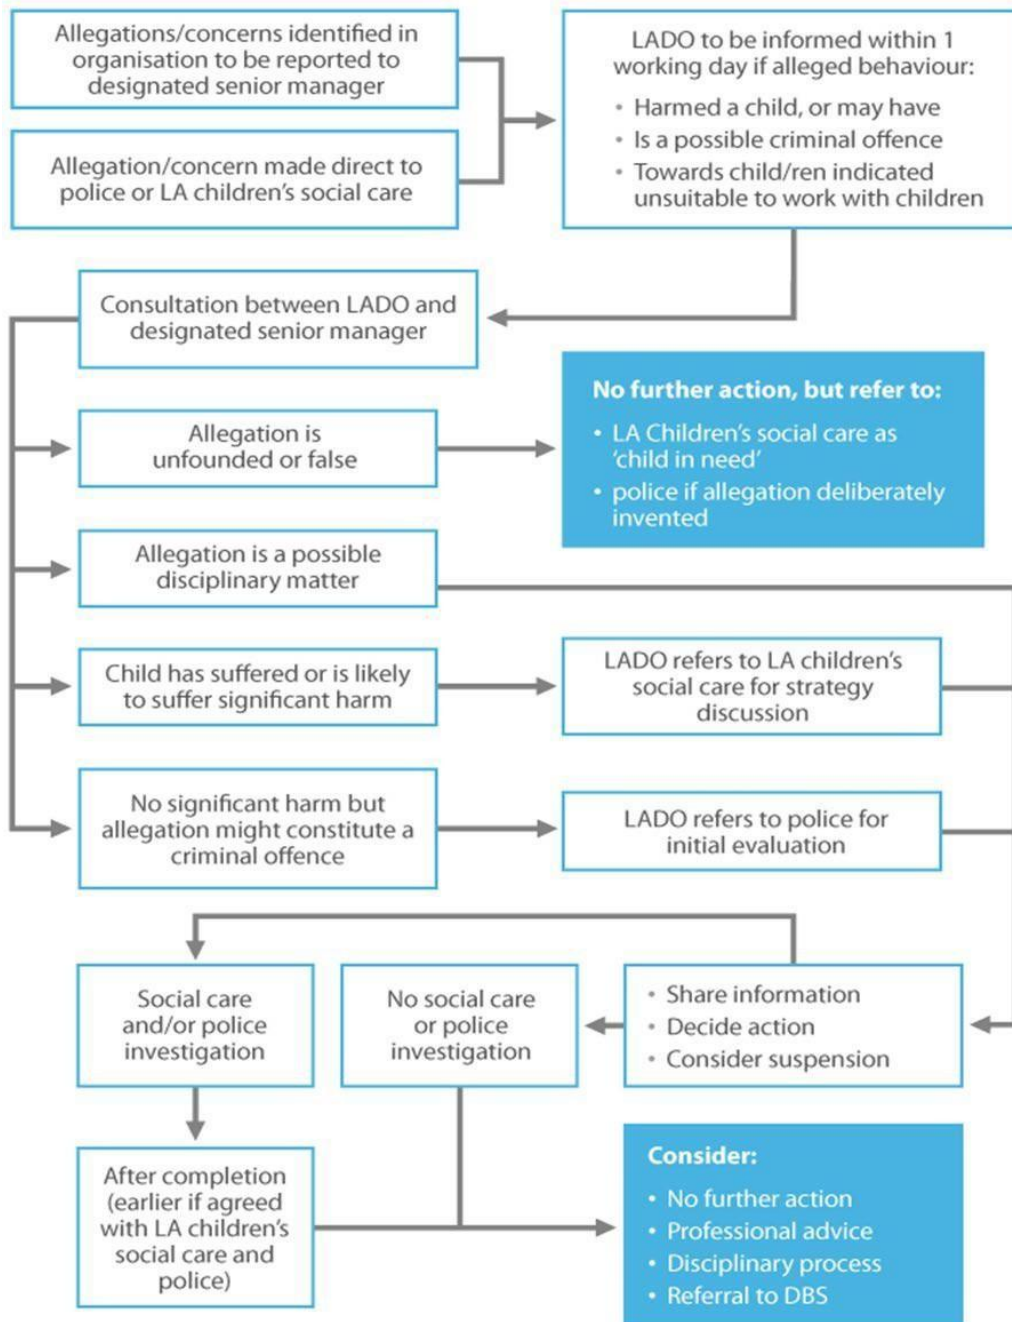 Allegations/concerns identified in
organisation to be reported to
designated senior manager
Allegation/concern made direct to
police or LA children's social care
LADO to be informed within 1
working day if alleged behaviour:
• Harmed a child, or may have
• Is a possible criminal offence
• Towards child/ren indicated
unsuitable to work with children
Consultation between LADO and
designated senior manager
Allegation is
unfounded or false
No further action, but refer to:
• LA Children's social care as
'child in need'
• police if allegation deliberately
invented
Allegation is a possible
disciplinary matter
Child has suffered or is likely
to suffer significant harm
LADO refers to LA children's
social care for strategy
discussion
No significant harm but
allegation might constitute a
criminal offence
LADO refers to police for
initial evaluation
Social care
and/or police
investigation
No social care
or police
investigation
• Share information
• Decide action
• Consider suspension
After completion
(earlier if agreed
with LA children's
social care and
police)
Consider:
• No further action
• Professional advice
• Disciplinary process
• Referral to DBS